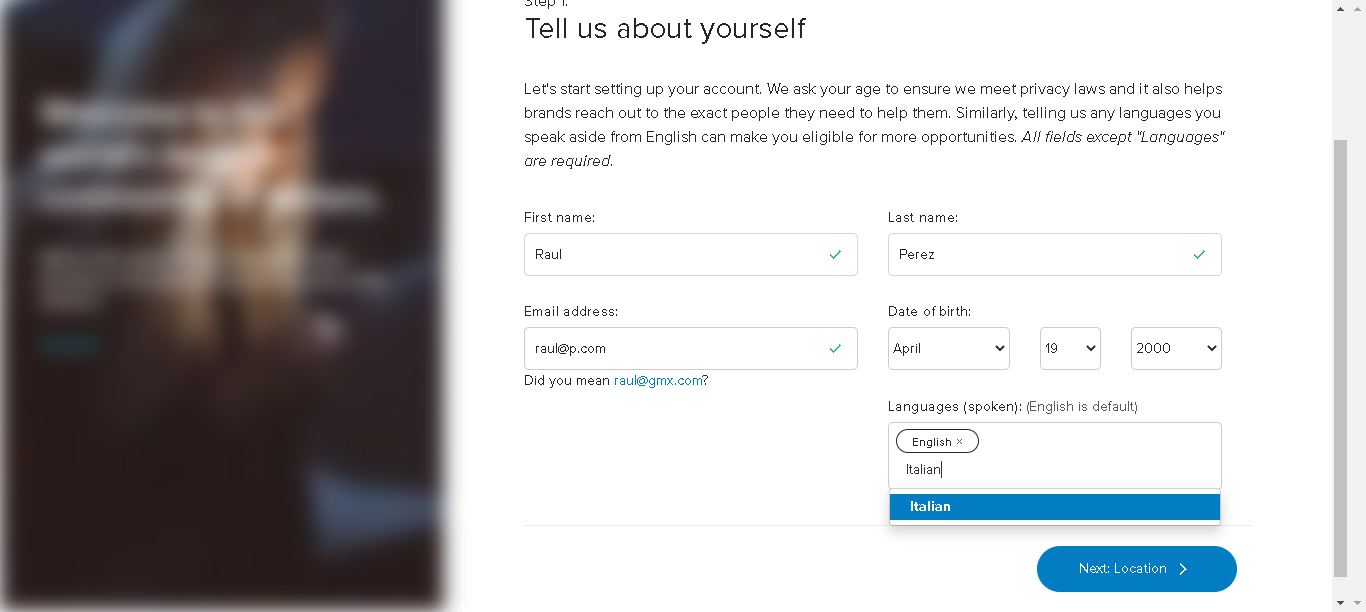 Step 1:
Tell us about yourself
Let's start setting up your account. We ask your age to ensure we meet privacy laws and it also helps
brands reach out to the exact people they need to help them. Similarly, telling us any languages you
speak aside from English can make you eligible for more opportunities. All fields except "Languages"
are required.
First name:
Last name:
Raul
Perez
Email address:
Date of birth:
raul@p.com
April
19
2000
Did you mean raul@gmx.com?
Languages (spoken): (English is default)
English ×
Italian
Italian
Next: Location